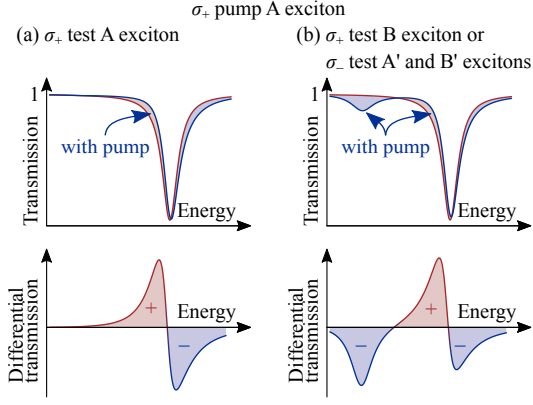 σ₊ pump A exciton
(a) σ₊ test A exciton
(b) σ₊ test B exciton or
σ₋ test A' and B' excitons
1
Transmission
with pump
Energy
1
Transmission
with pump
Energy
Differential
transmission
+
−
Energy
Differential
transmission
−
+
−
Energy